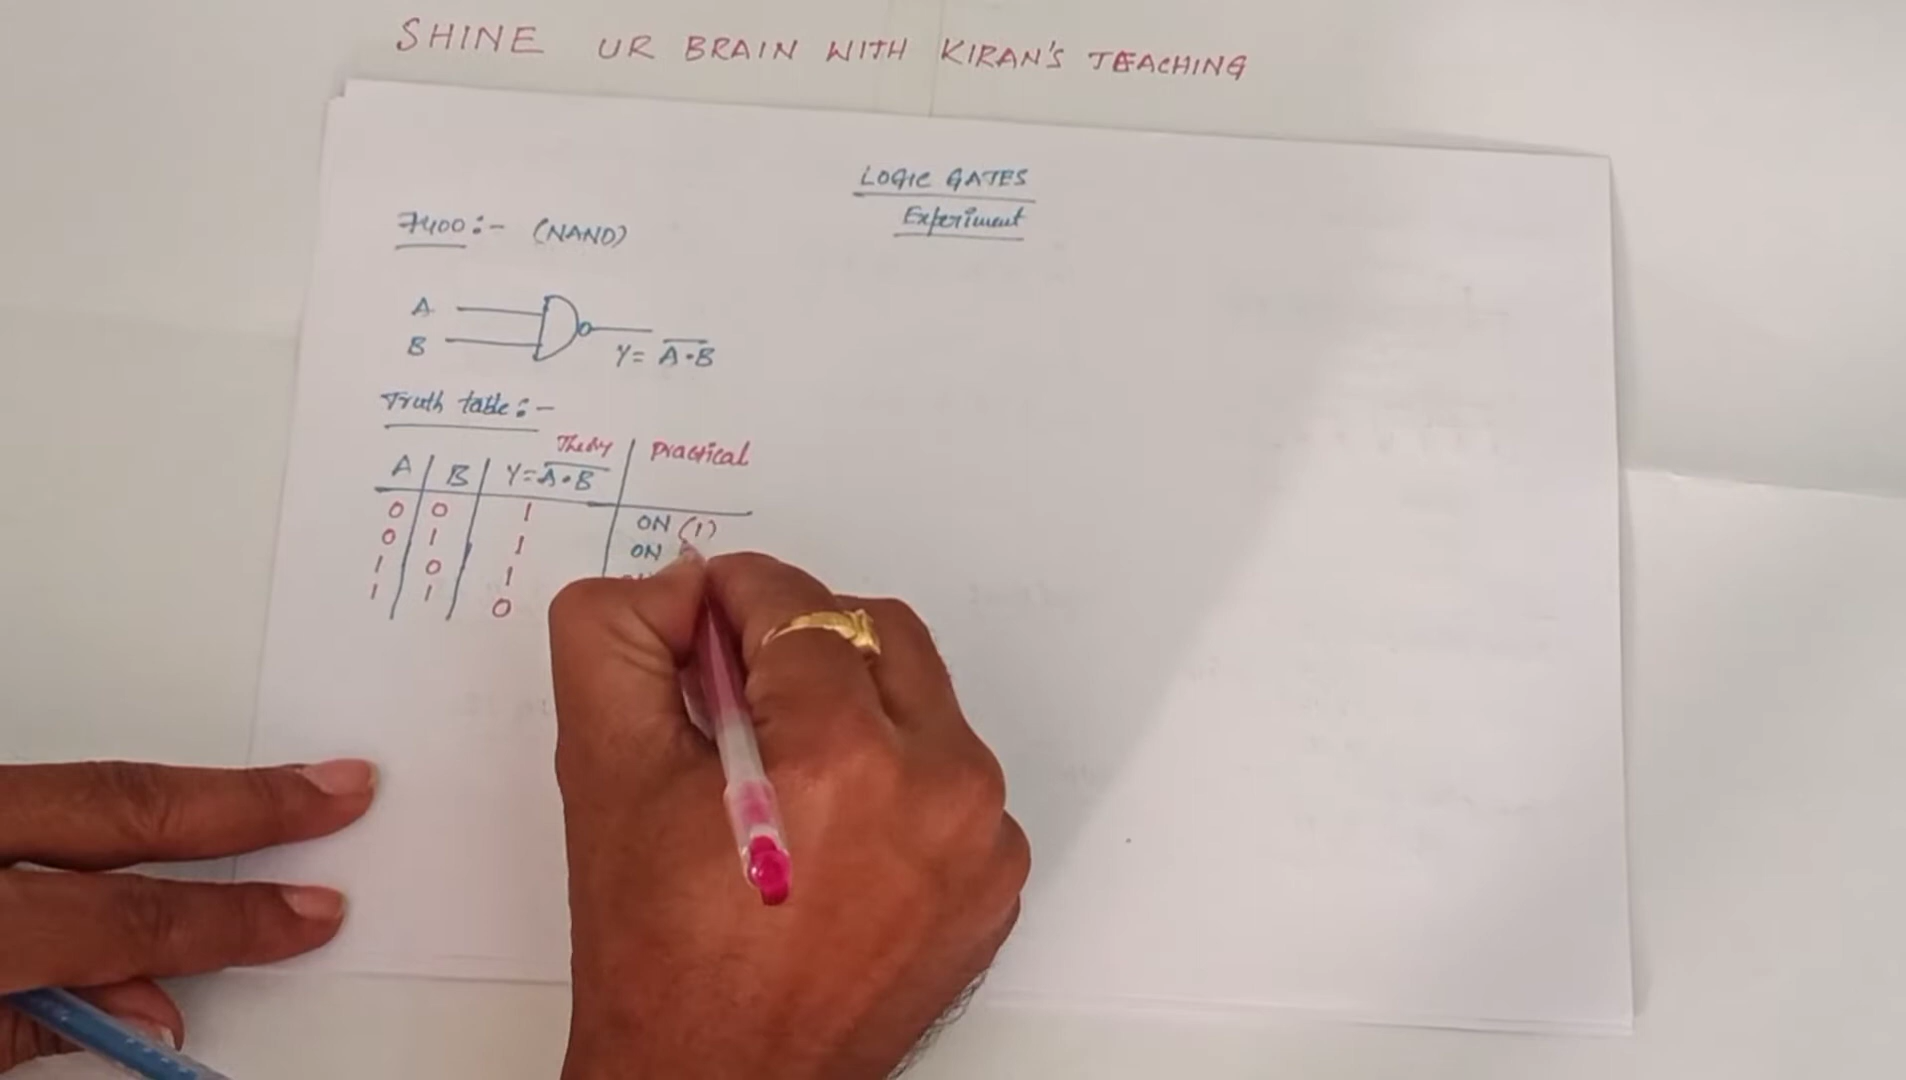 SHINE UR BRAIN WITH KIRAN'S TEACHING
LOGIC GATES
Experiment
7400:- (NAND)
A
B
Y= A·B
Truth table:-
Theory Practical
A B Y=A·B
0 0 1 ON (1)
0 1 1 ON
1 0 1
1 1 0